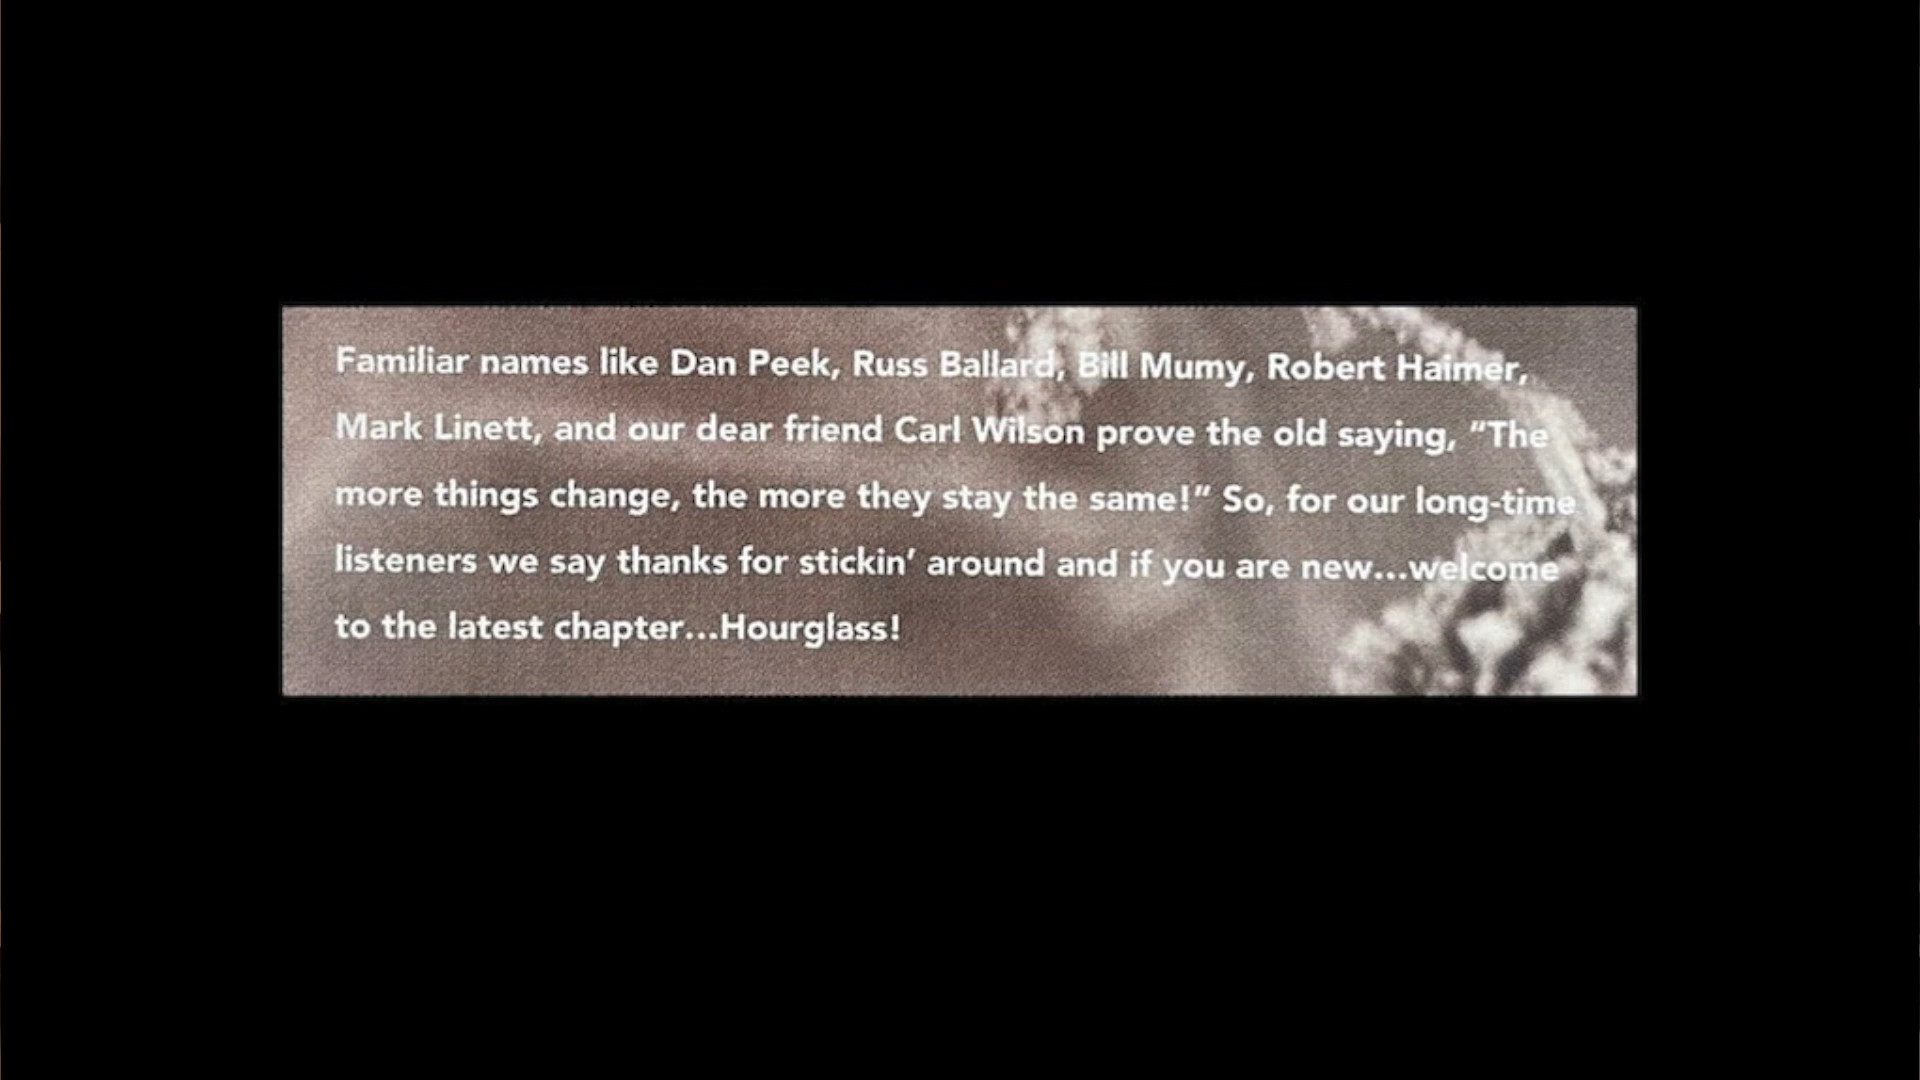 Familiar names like Dan Peek, Russ Ballard, Bill Mumy, Robert Haimer,
Mark Linett, and our dear friend Carl Wilson prove the old saying, “The
more things change, the more they stay the same!” So, for our long-time
listeners we say thanks for stickin’ around and if you are new...welcome
to the latest chapter...Hourglass!